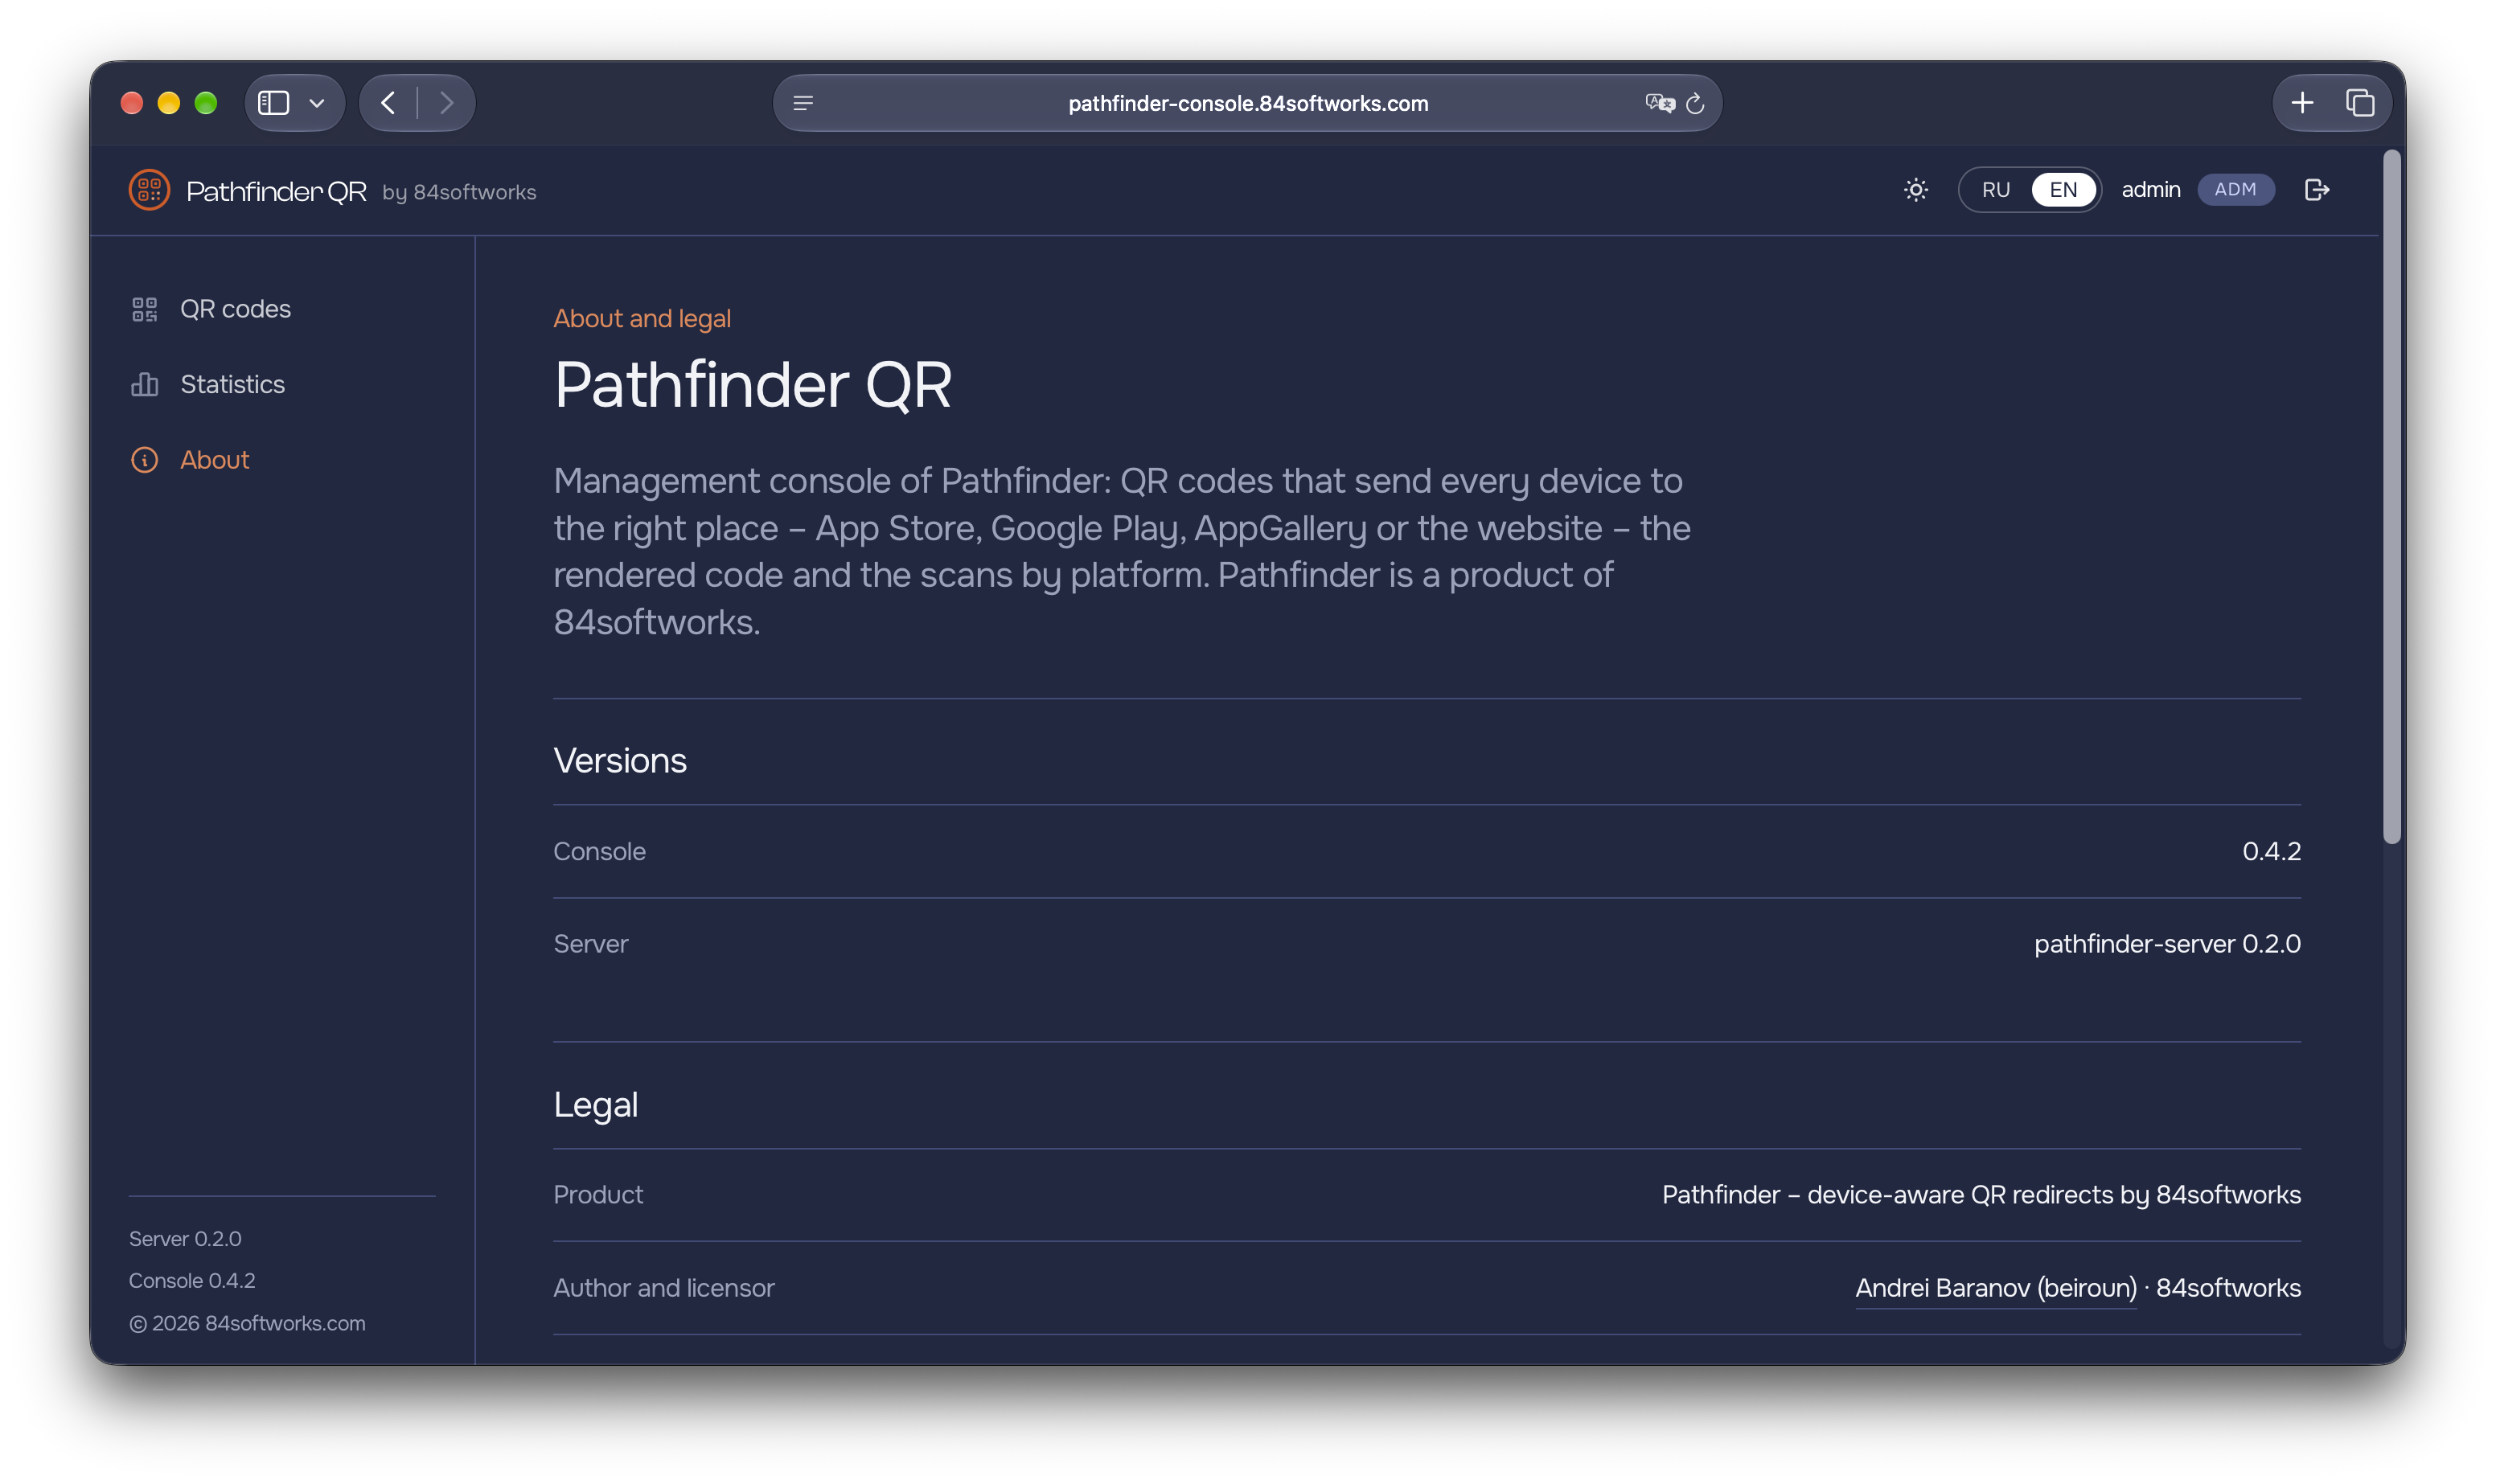 pathfinder-console.84softworks.com
Pathfinder QR by 84softworks
RU EN admin ADM
QR codes
Statistics
About
About and legal
Pathfinder QR
Management console of Pathfinder: QR codes that send every device to
the right place – App Store, Google Play, AppGallery or the website – the
rendered code and the scans by platform. Pathfinder is a product of
84softworks.
Versions
Console 0.4.2
Server pathfinder-server 0.2.0
Legal
Product Pathfinder – device-aware QR redirects by 84softworks
Author and licensor Andrei Baranov (beiroun) · 84softworks
Server 0.2.0
Console 0.4.2
© 2026 84softworks.com